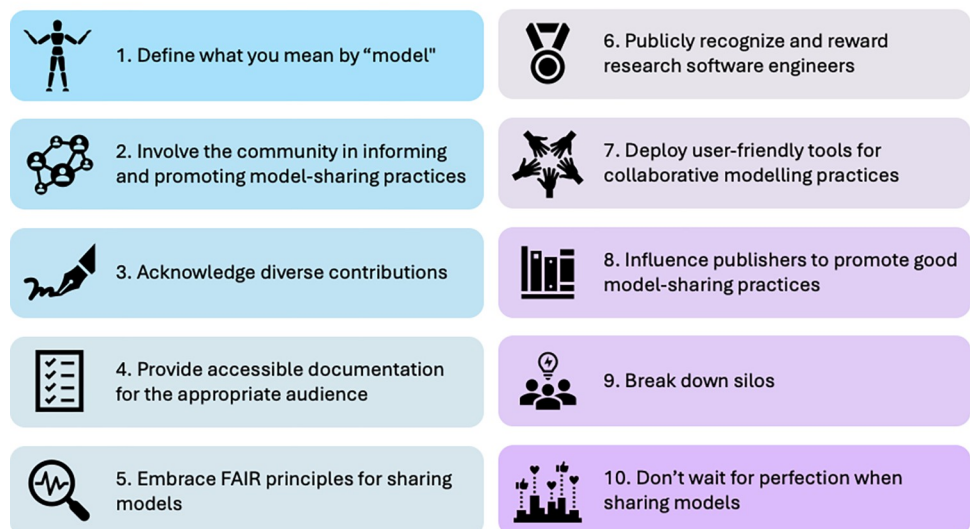 1. Define what you mean by “model"
2. Involve the community in informing
and promoting model-sharing practices
3. Acknowledge diverse contributions
4. Provide accessible documentation
for the appropriate audience
5. Embrace FAIR principles for sharing
models
6. Publicly recognize and reward
research software engineers
7. Deploy user-friendly tools for
collaborative modelling practices
8. Influence publishers to promote good
model-sharing practices
9. Break down silos
10. Don’t wait for perfection when
sharing models